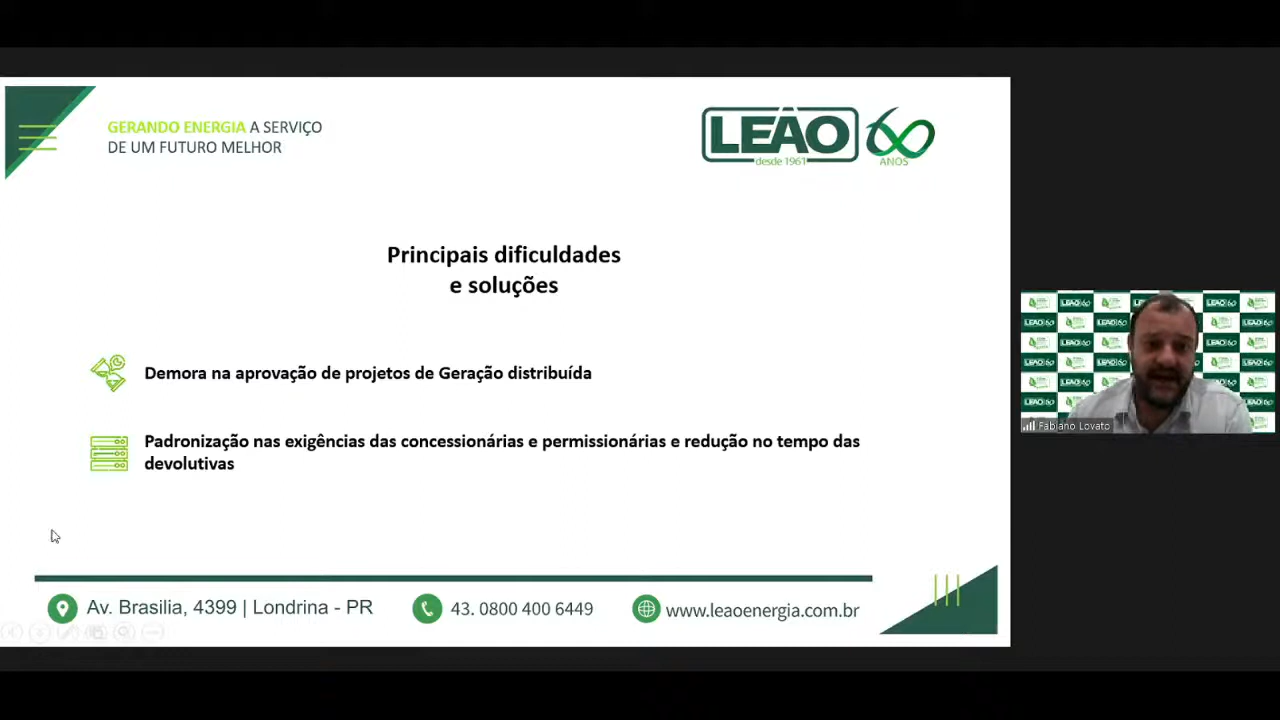 GERANDO ENERGIA A SERVIÇO
DE UM FUTURO MELHOR
LEÃO
desde 1961
60
ANOS
Principais dificuldades
e soluções
Demora na aprovação de projetos de Geração distribuída
Padronização nas exigências das concessionárias e permissionárias e redução no tempo das
devolutivas
Av. Brasilia, 4399 | Londrina - PR
43. 0800 400 6449
www.leaoenergia.com.br
Fabiano Lovato